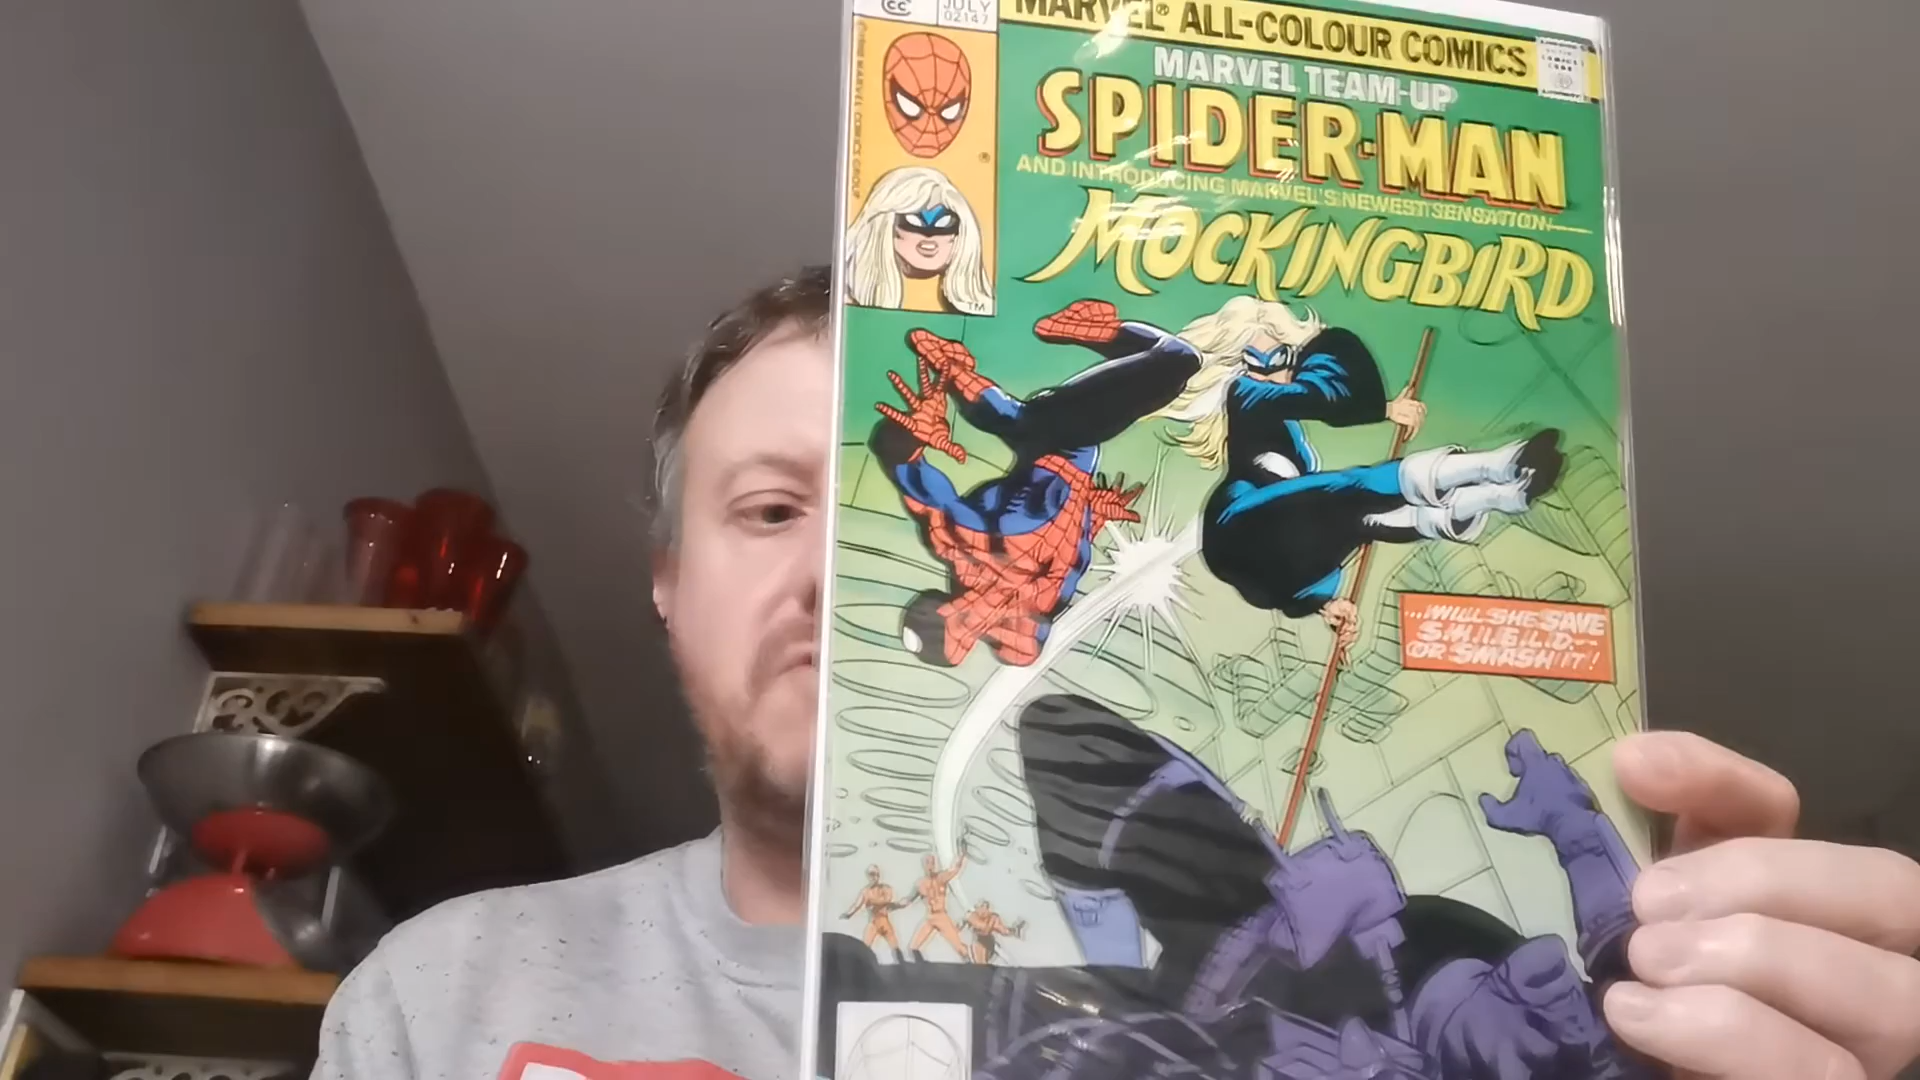 CC
JULY
02147
MARVEL® ALL-COLOUR COMICS
MARVEL TEAM-UP
SPIDER-MAN
®
AND INTRODUCING MARVEL'S NEWEST SENSATION—
MOCKINGBIRD
TM
...WILL SHE SAVE
S.H.I.E.L.D.--
OR SMASH IT!